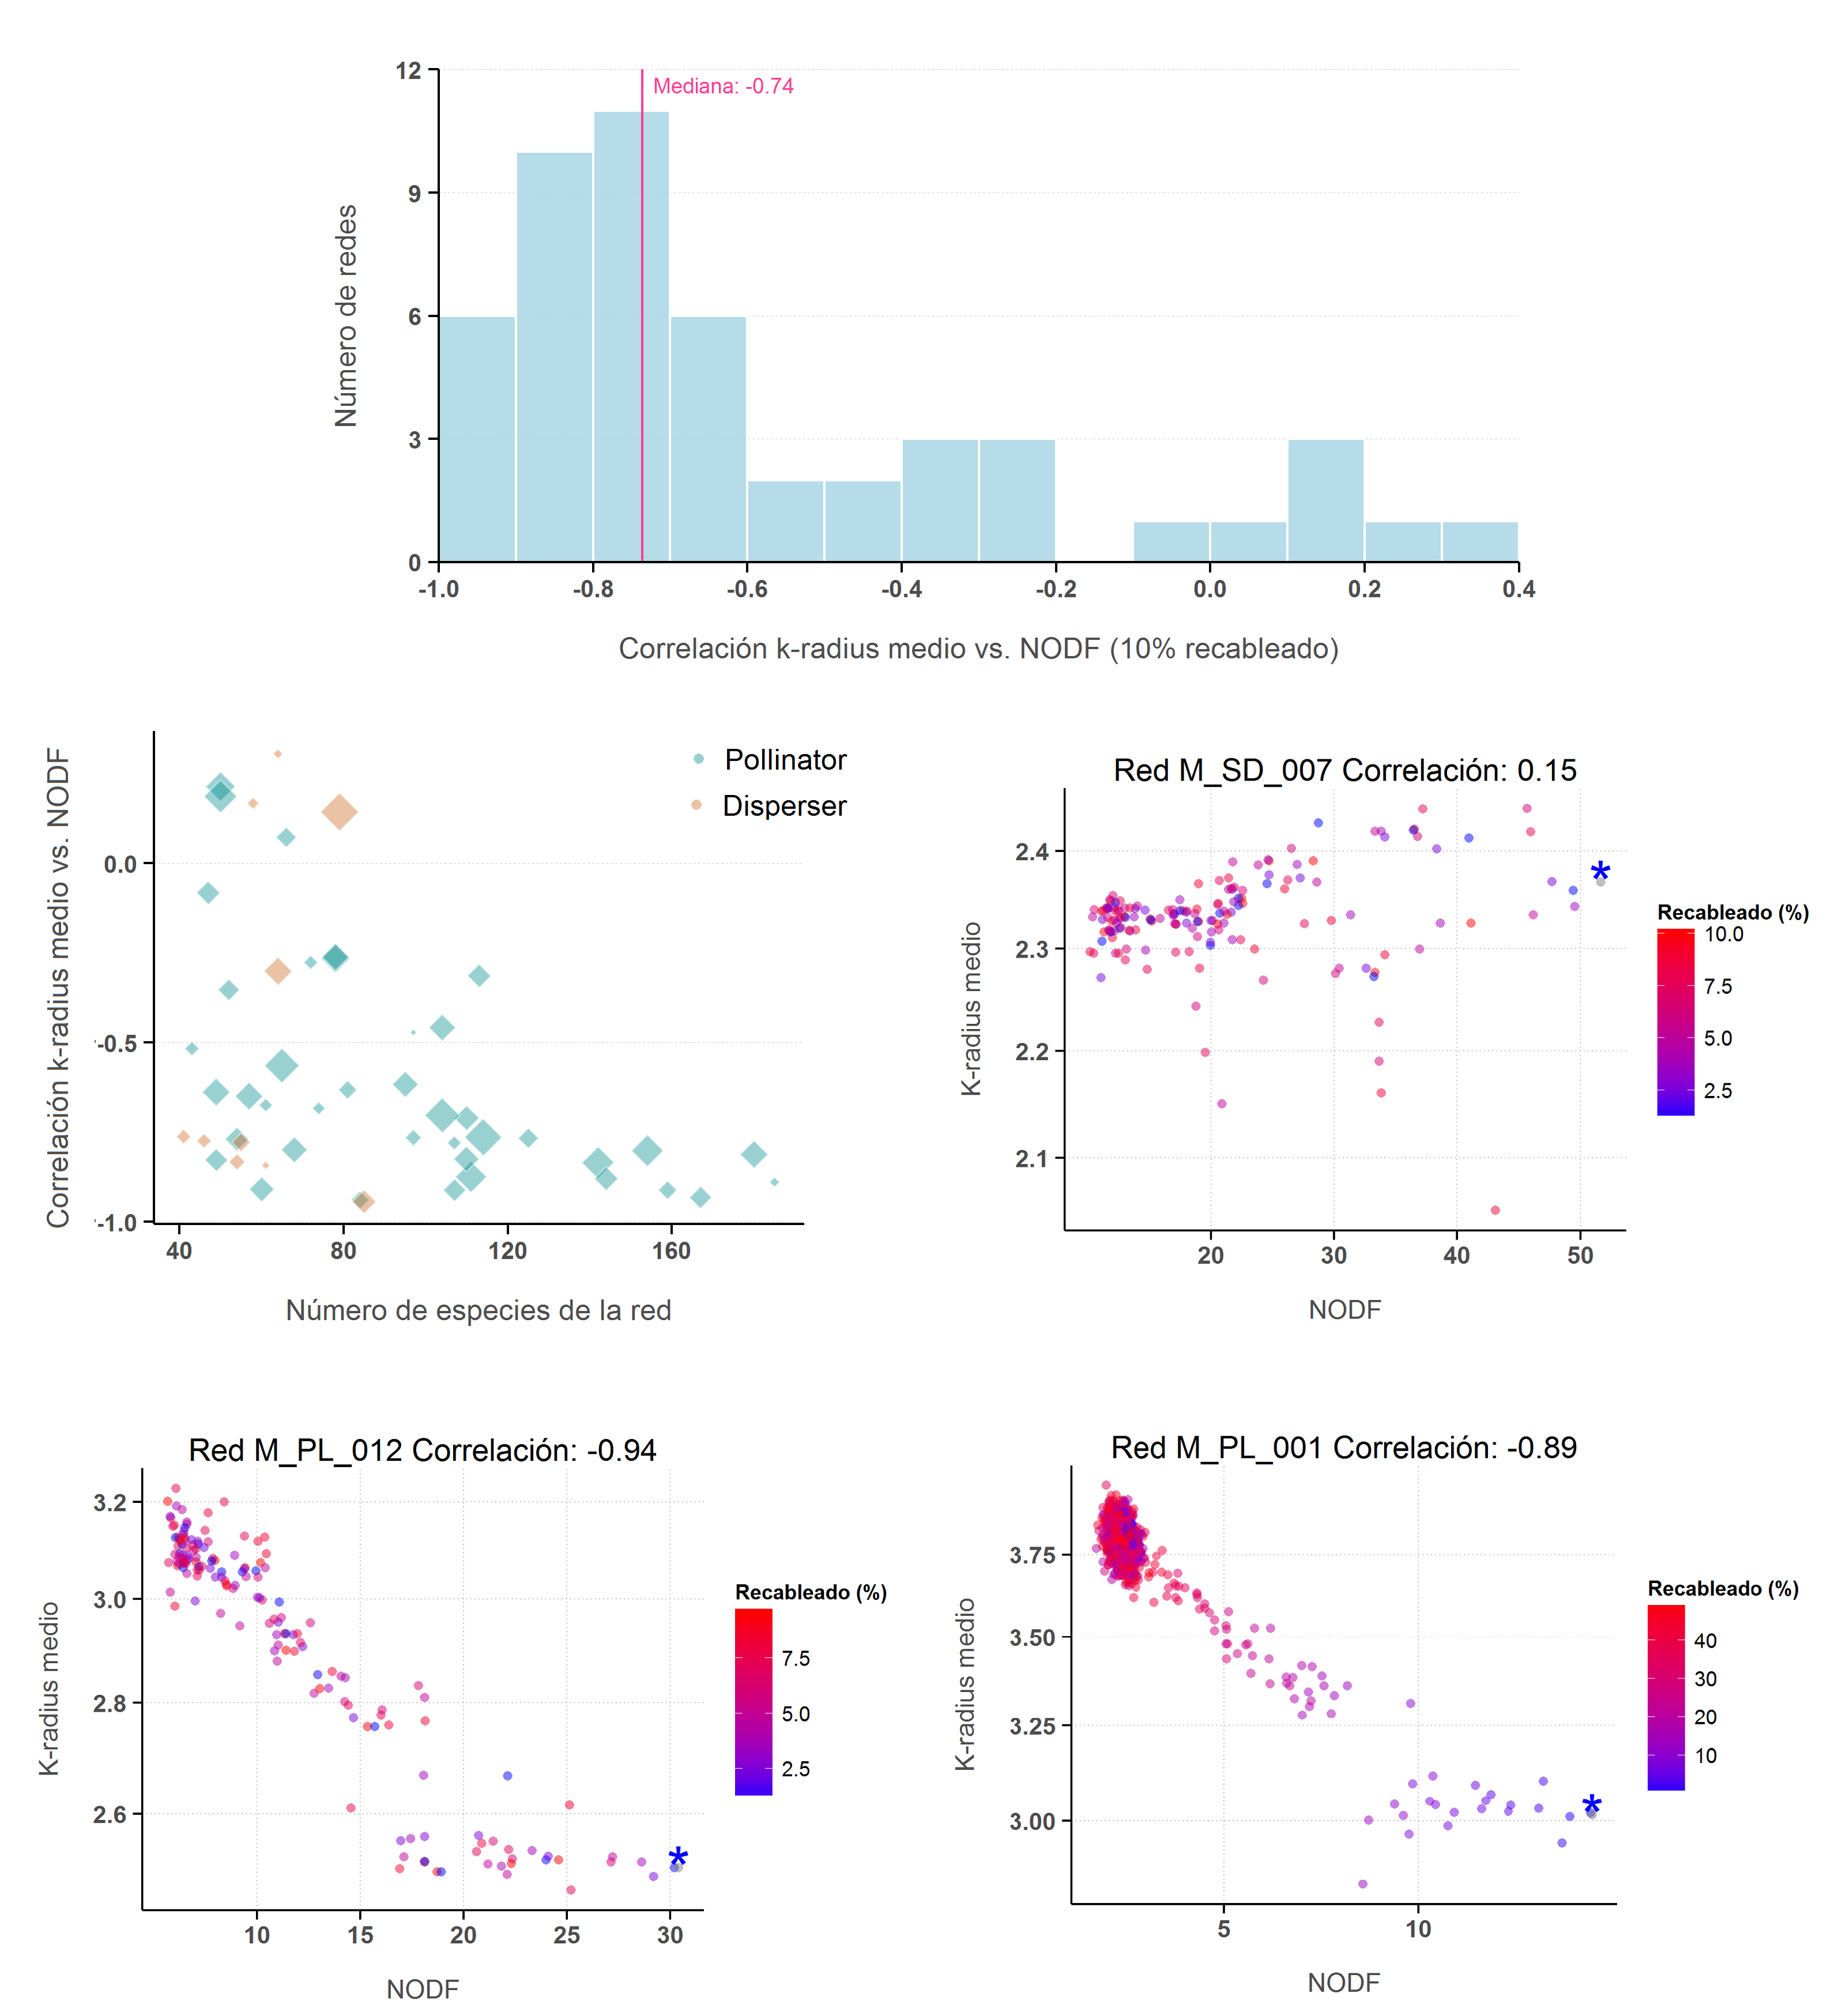 12
Mediana: -0.74
9
6
3
0
Número de redes
-1.0 -0.8 -0.6 -0.4 -0.2 0.0 0.2 0.4
Correlación k-radius medio vs. NODF (10% recableado)
Pollinator
Disperser
Correlación k-radius medio vs. NODF
0.0
-0.5
-1.0
40 80 120 160
Número de especies de la red
Red M_SD_007 Correlación: 0.15
K-radius medio
2.4
2.3
2.2
2.1
20 30 40 50
NODF
*
Recableado (%)
10.0
7.5
5.0
2.5
Red M_PL_012 Correlación: -0.94
K-radius medio
3.2
3.0
2.8
2.6
10 15 20 25 30
NODF
*
Recableado (%)
7.5
5.0
2.5
Red M_PL_001 Correlación: -0.89
K-radius medio
3.75
3.50
3.25
3.00
5 10
NODF
*
Recableado (%)
40
30
20
10